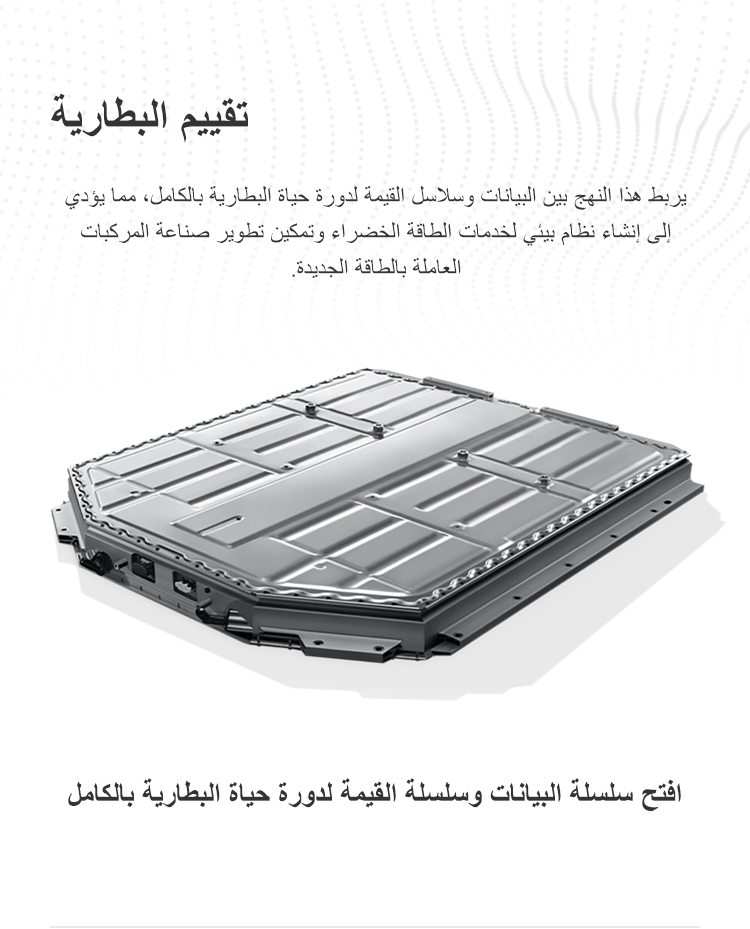 تقييم البطارية
يربط هذا النهج بين البيانات وسلاسل القيمة لدورة حياة البطارية بالكامل، مما يؤدي
إلى إنشاء نظام بيئي لخدمات الطاقة الخضراء وتمكين تطوير صناعة المركبات
العاملة بالطاقة الجديدة.
افتح سلسلة البيانات وسلسلة القيمة لدورة حياة البطارية بالكامل